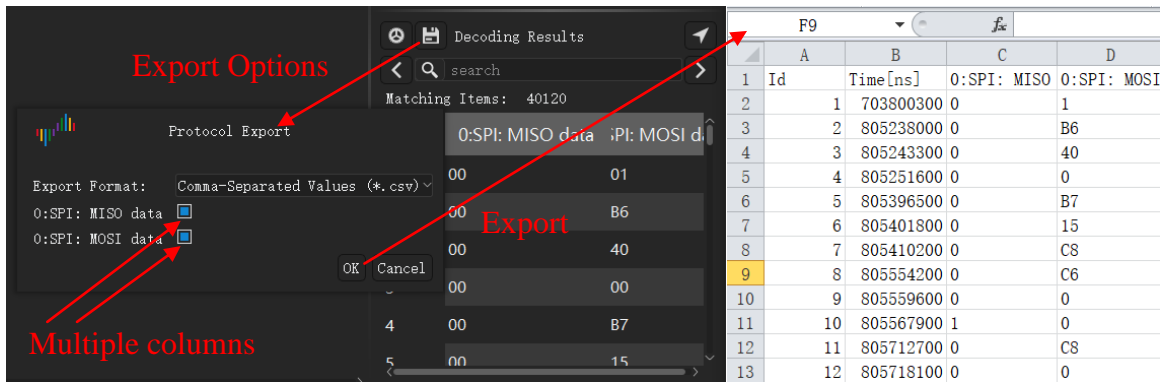 Decoding Results
Export Options
search
Matching Items: 40120
Protocol Export
0:SPI: MISO data
Export Format: Comma-Separated Values (*.csv)
0:SPI: MISO data
0:SPI: MOSI data
OK Cancel
Export
Multiple columns
00 01
00 B6
00 40
00 00
4 00 B7
5 00 15
F9 fx
A B C D
1 Id Time[ns] 0:SPI: MISO 0:SPI: MOSI
2 1 703800300 0 1
3 2 805238000 0 B6
4 3 805243300 0 40
5 4 805251600 0 0
6 5 805396500 0 B7
7 6 805401800 0 15
8 7 805410200 0 C8
9 8 805554200 0 C6
10 9 805559600 0 0
11 10 805567900 1 0
12 11 805712700 0 C8
13 12 805718100 0 0